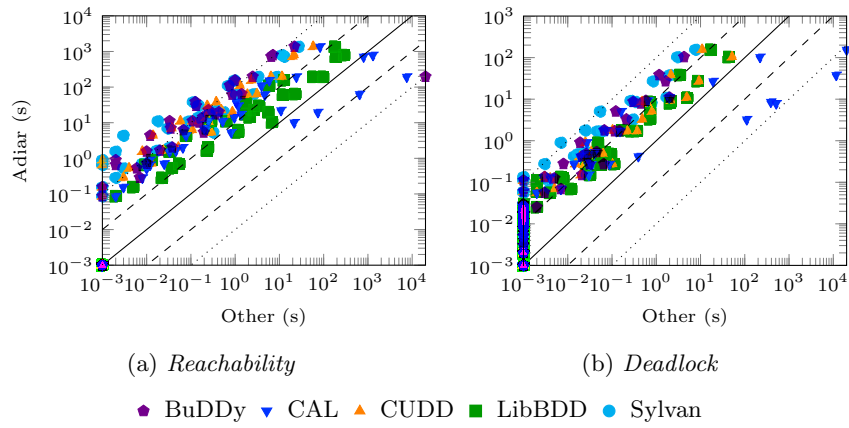 10^4
10^3
10^2
10^1
10^0
10^−1
10^−2
10^−3
Adiar (s)
10^−3 10^−2 10^−1 10^0 10^1 10^2 10^3 10^4
Other (s)
(a) Reachability
10^3
10^2
10^1
10^0
10^−1
10^−2
10^−3
10^−3 10^−2 10^−1 10^0 10^1 10^2 10^3 10^4
Other (s)
(b) Deadlock
BuDDy CAL CUDD LibBDD Sylvan